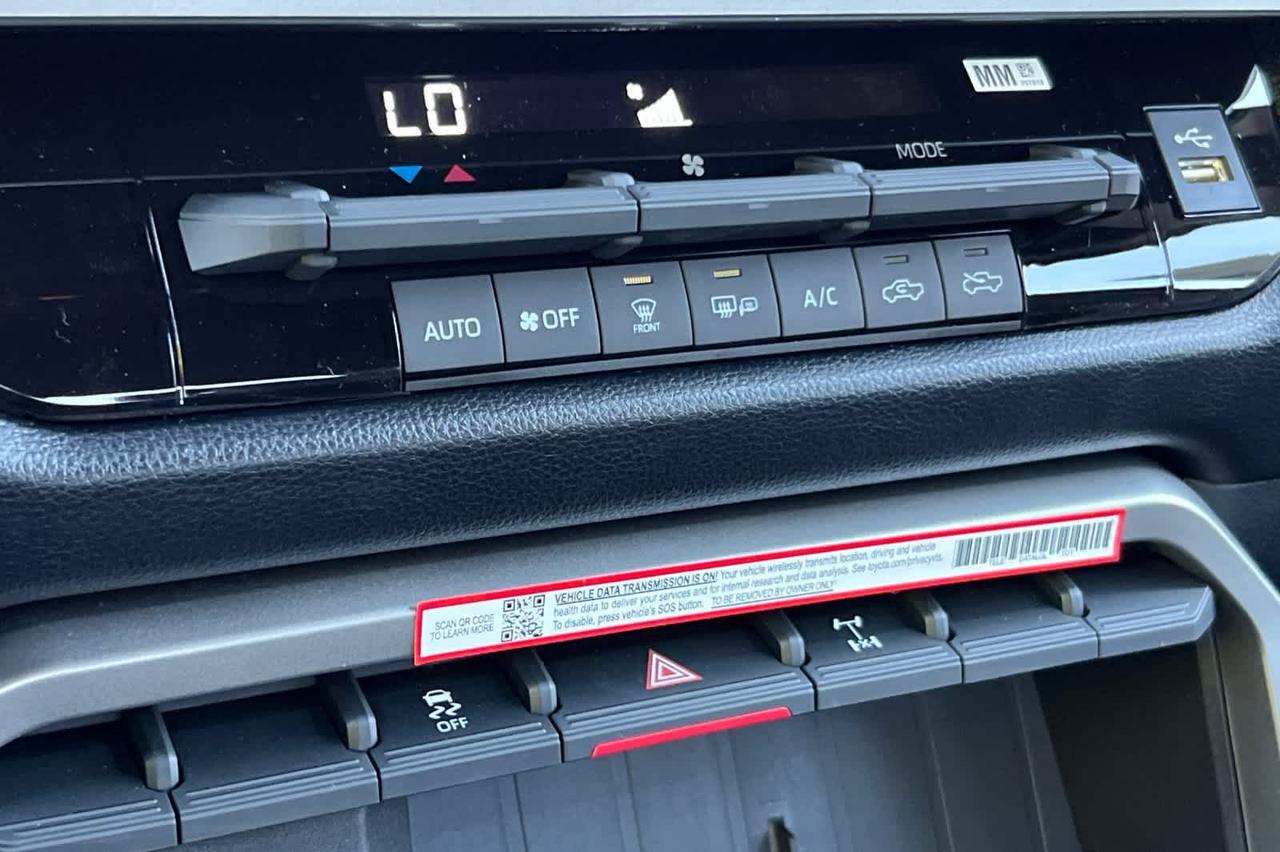 LO
MM
MODE
AUTO
OFF
FRONT
A/C
SCAN QR CODE
TO LEARN MORE
VEHICLE DATA TRANSMISSION IS ON! Your vehicle wirelessly transmits location, driving and vehicle
health data to deliver your services and for internal research and data analysis. See toyota.com/privacyvts.
To disable, press vehicle's SOS button. TO BE REMOVED BY OWNER ONLY
OFF